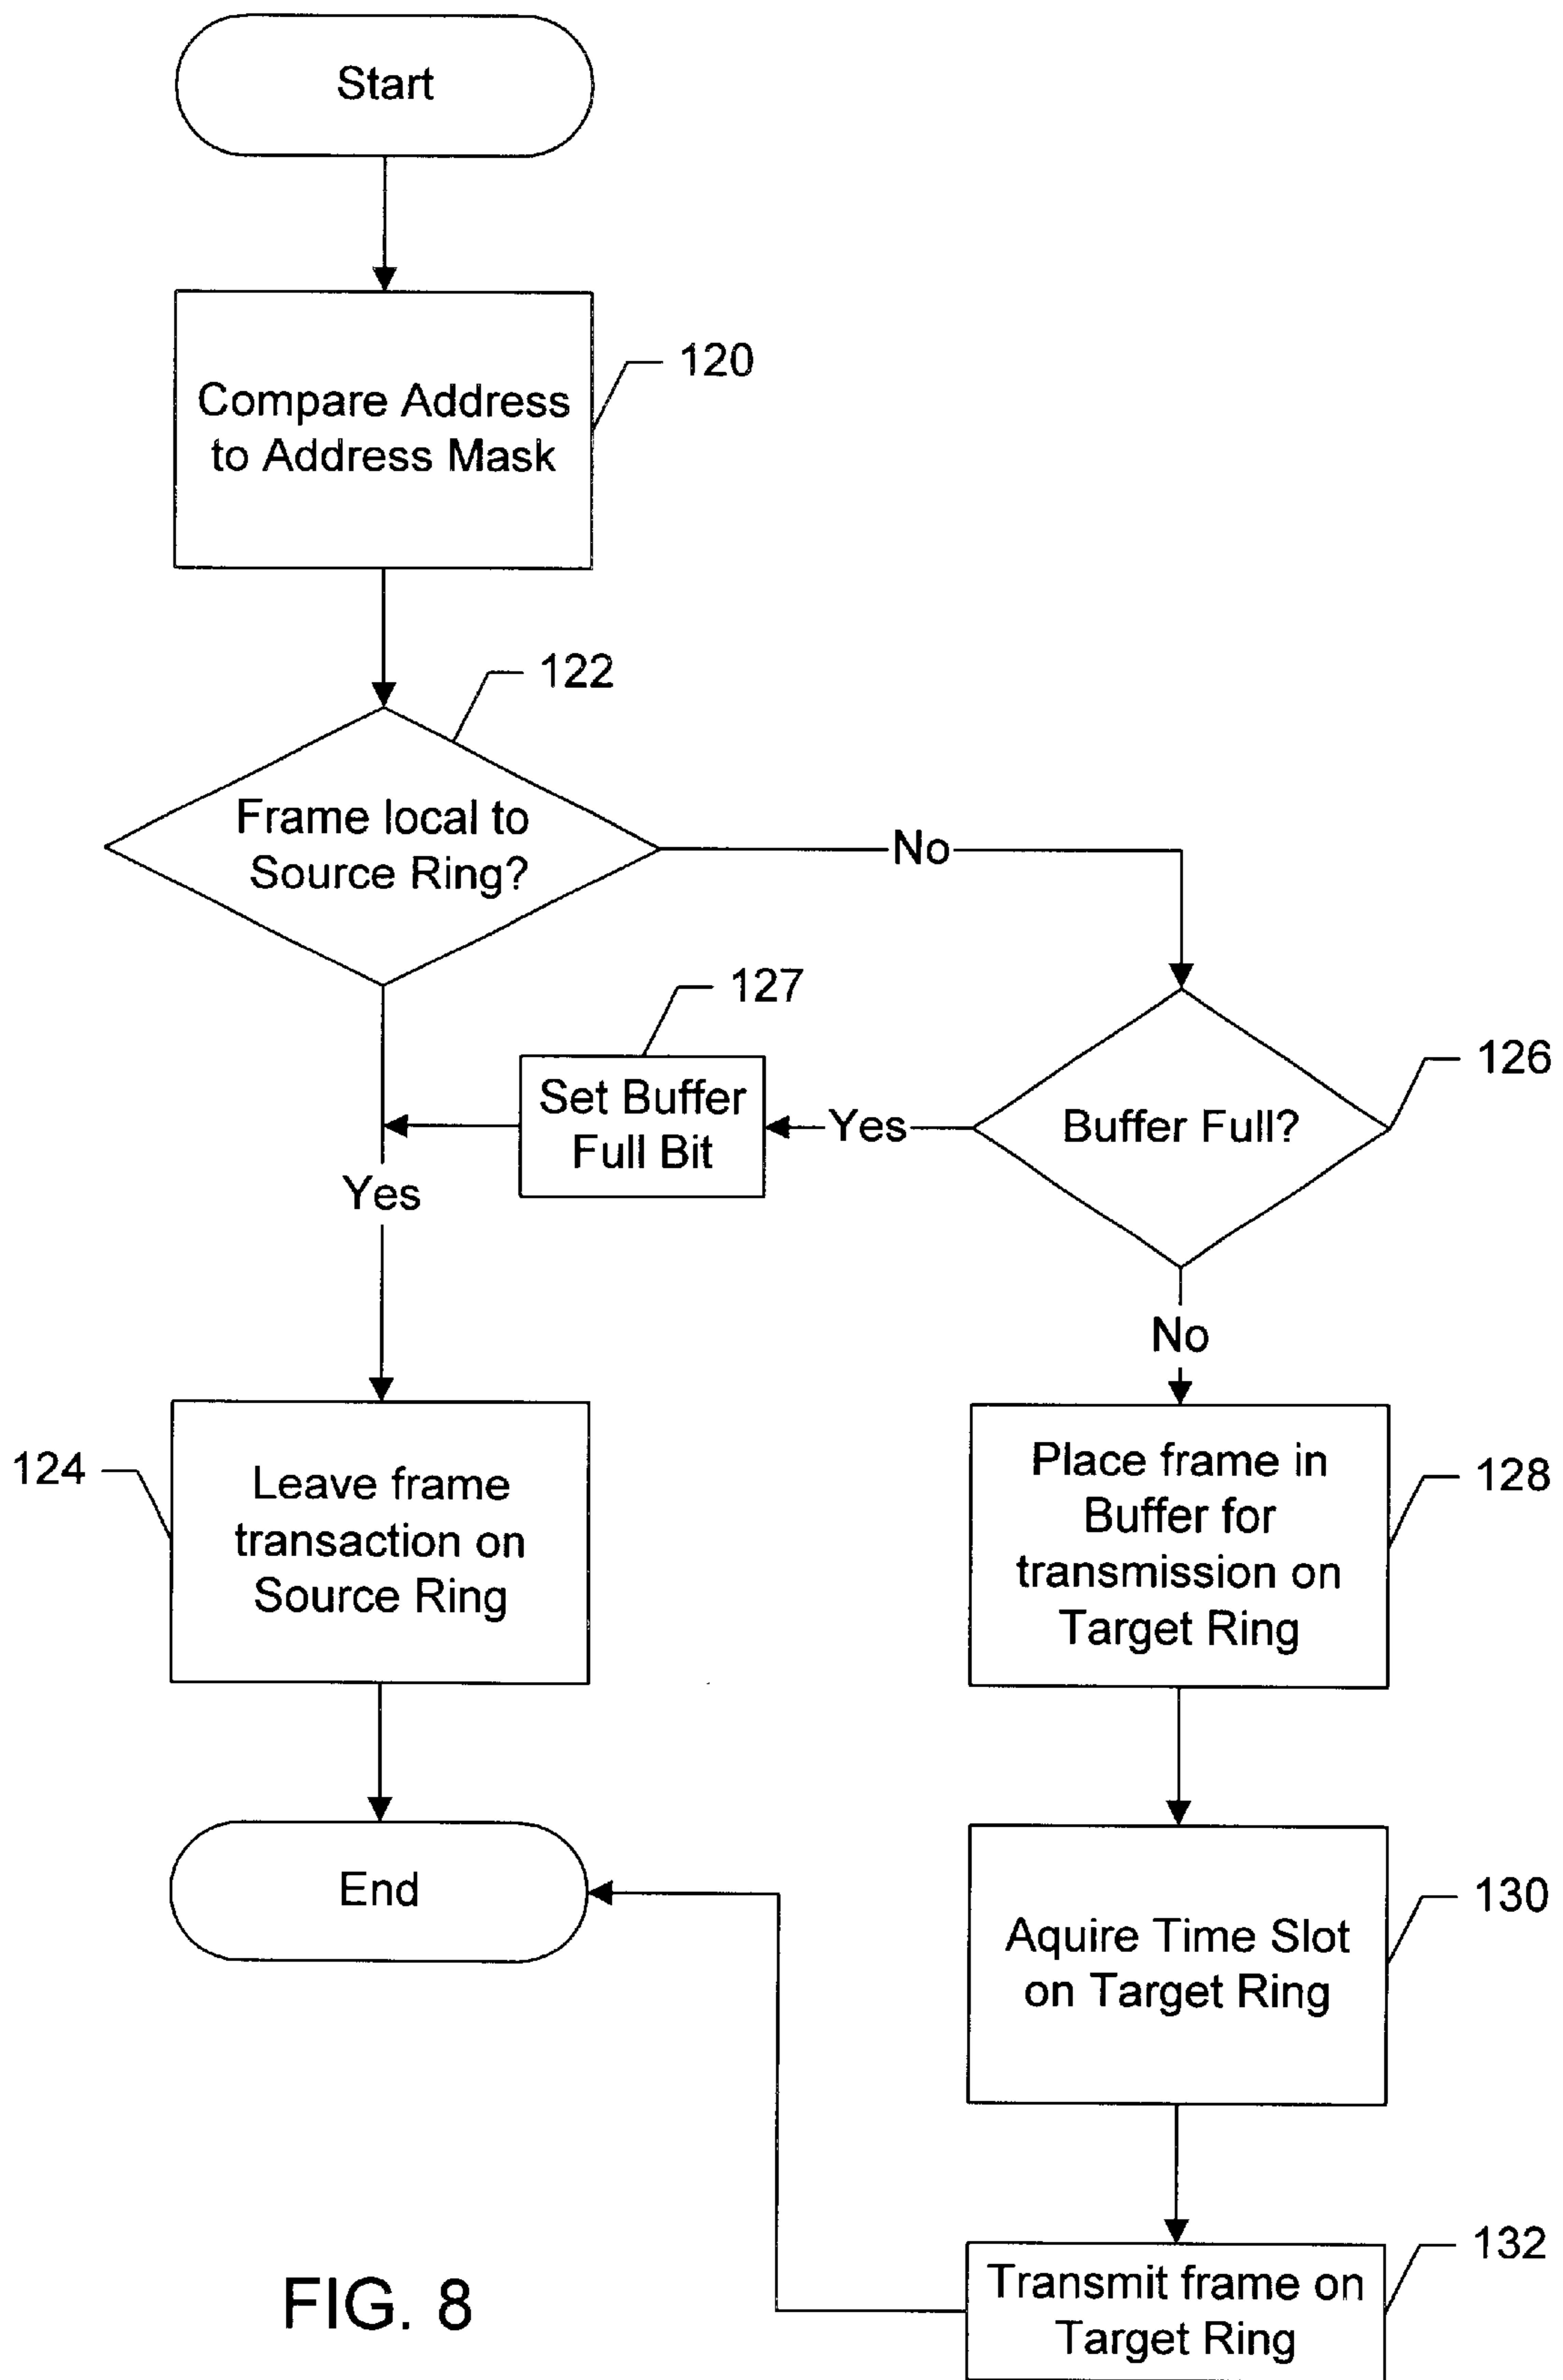 Start
120
Compare Address
to Address Mask
122
Frame local to
Source Ring?
No
127
Set Buffer
Full Bit
Yes
126
Buffer Full?
Yes
No
124
Leave frame
transaction on
Source Ring
Place frame in
Buffer for
transmission on
Target Ring
128
End
Aquire Time Slot
on Target Ring
130
Transmit frame on
Target Ring
132
FIG. 8